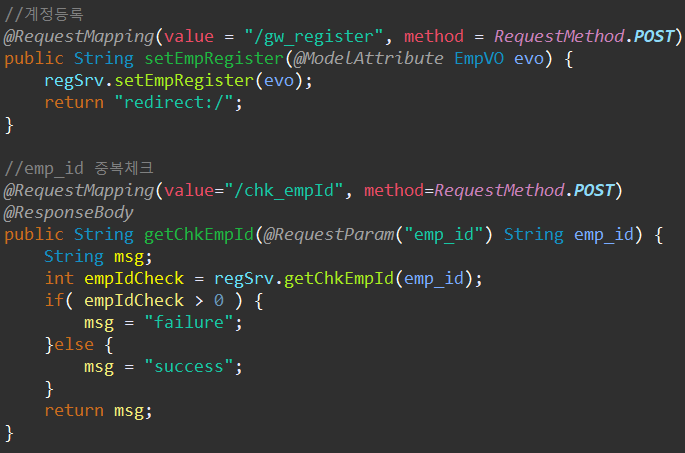 //계정등록
@RequestMapping(value = "/gw_register", method = RequestMethod.POST)
public String setEmpRegister(@ModelAttribute EmpVO evo) {
    regSrv.setEmpRegister(evo);
    return "redirect:/";
}

//emp_id 중복체크
@RequestMapping(value="/chk_empId", method=RequestMethod.POST)
@ResponseBody
public String getChkEmpId(@RequestParam("emp_id") String emp_id) {
    String msg;
    int empIdCheck = regSrv.getChkEmpId(emp_id);
    if( empIdCheck > 0 ) {
        msg = "failure";
    }else {
        msg = "success";
    }
    return msg;
}